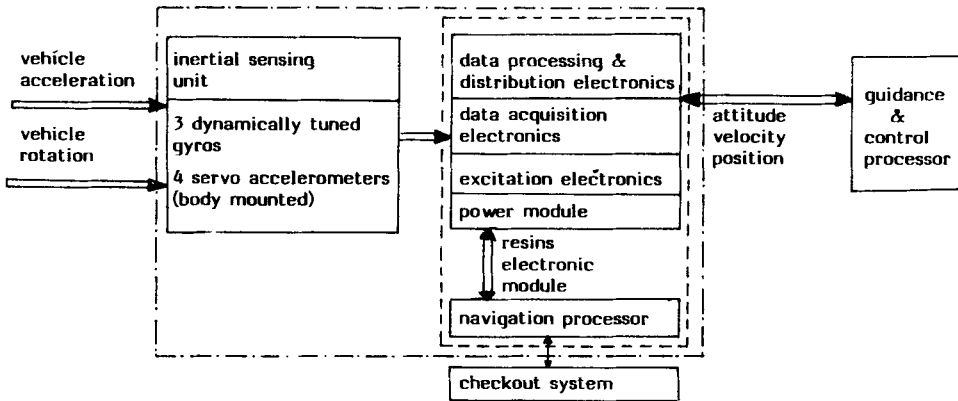 vehicle
acceleration
vehicle
rotation
inertial sensing
unit
3 dynamically tuned
gyros
4 servo accelerometers
(body mounted)
data processing &
distribution electronics
data acquisition
electronics
excitation electronics
power module
resins
electronic
module
navigation processor
checkout system
attitude
velocity
position
guidance
&
control
processor